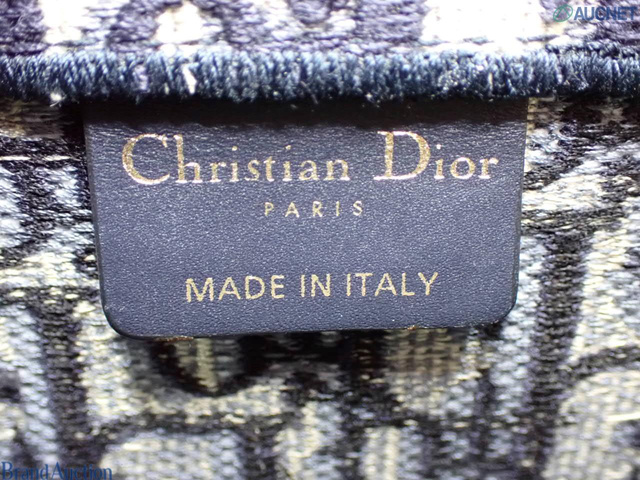 AUCNET
Christian Dior
PARIS
MADE IN ITALY
Brand Auction